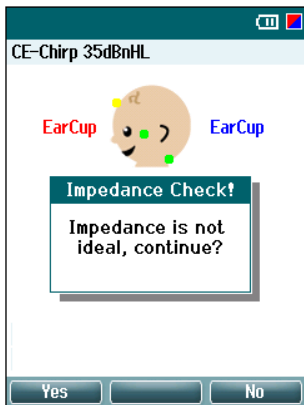 CE-Chirp 35dBnHL
EarCup EarCup
Impedance Check!
Impedance is not
ideal, continue?
Yes No